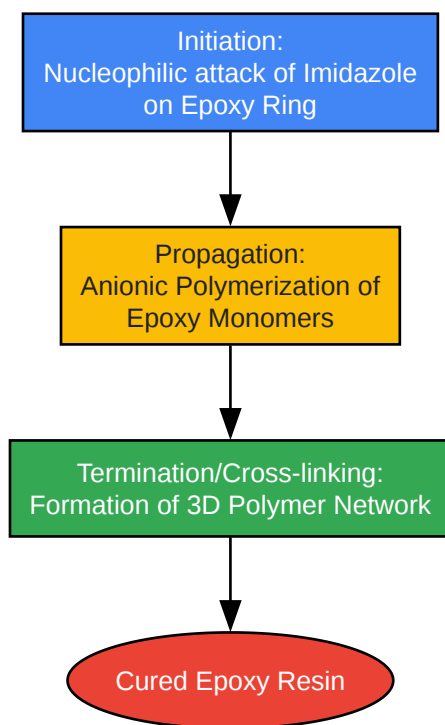 Initiation:
Nucleophilic attack of Imidazole
on Epoxy Ring
Propagation:
Anionic Polymerization of
Epoxy Monomers
Termination/Cross-linking:
Formation of 3D Polymer Network
Cured Epoxy Resin